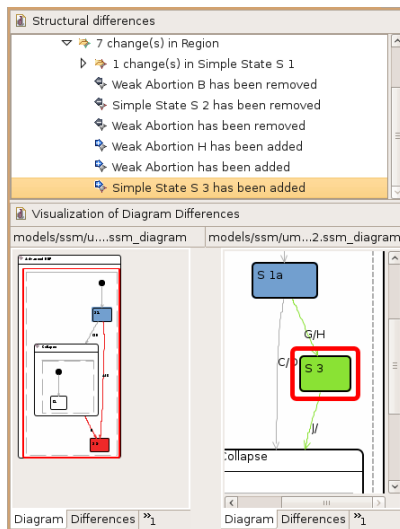 Structural differences
7 change(s) in Region
1 change(s) in Simple State S 1
Weak Abortion B has been removed
Simple State S 2 has been removed
Weak Abortion has been removed
Weak Abortion H has been added
Weak Abortion has been added
Simple State S 3 has been added
Visualization of Diagram Differences
models/ssm/u....ssm_diagram models/ssm/um...2.ssm_diagram
S 1a
G/H
C/D
S 3
J/
Collapse
Collapse
Diagram Differences "1 Diagram Differences "1